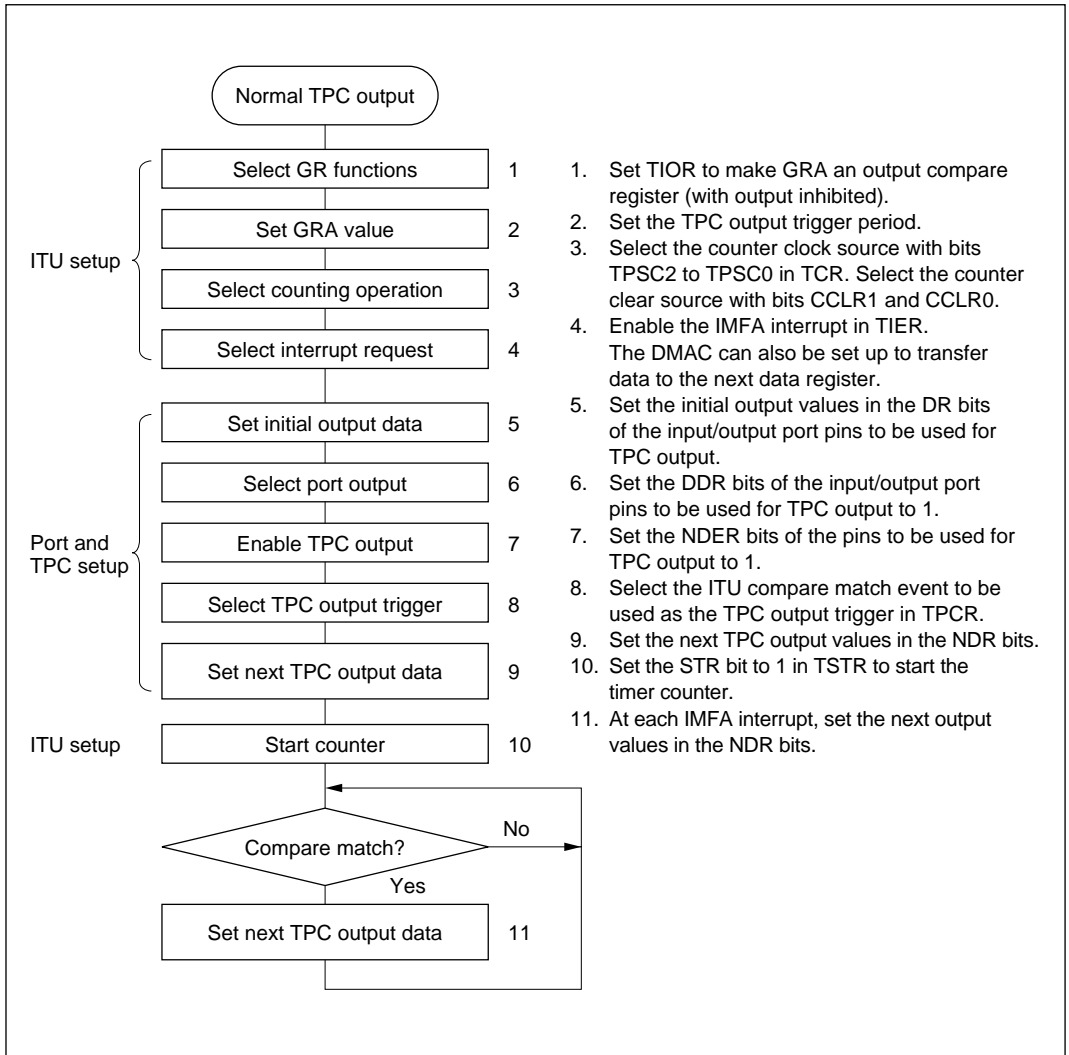 Normal TPC output
ITU setup
Select GR functions 1
Set GRA value 2
Select counting operation 3
Select interrupt request 4
Port and
TPC setup
Set initial output data 5
Select port output 6
Enable TPC output 7
Select TPC output trigger 8
Set next TPC output data 9
ITU setup
Start counter 10
Compare match?
No
Yes
Set next TPC output data 11
1. Set TIOR to make GRA an output compare
register (with output inhibited).
2. Set the TPC output trigger period.
3. Select the counter clock source with bits
TPSC2 to TPSC0 in TCR. Select the counter
clear source with bits CCLR1 and CCLR0.
4. Enable the IMFA interrupt in TIER.
The DMAC can also be set up to transfer
data to the next data register.
5. Set the initial output values in the DR bits
of the input/output port pins to be used for
TPC output.
6. Set the DDR bits of the input/output port
pins to be used for TPC output to 1.
7. Set the NDER bits of the pins to be used for
TPC output to 1.
8. Select the ITU compare match event to be
used as the TPC output trigger in TPCR.
9. Set the next TPC output values in the NDR bits.
10. Set the STR bit to 1 in TSTR to start the
timer counter.
11. At each IMFA interrupt, set the next output
values in the NDR bits.